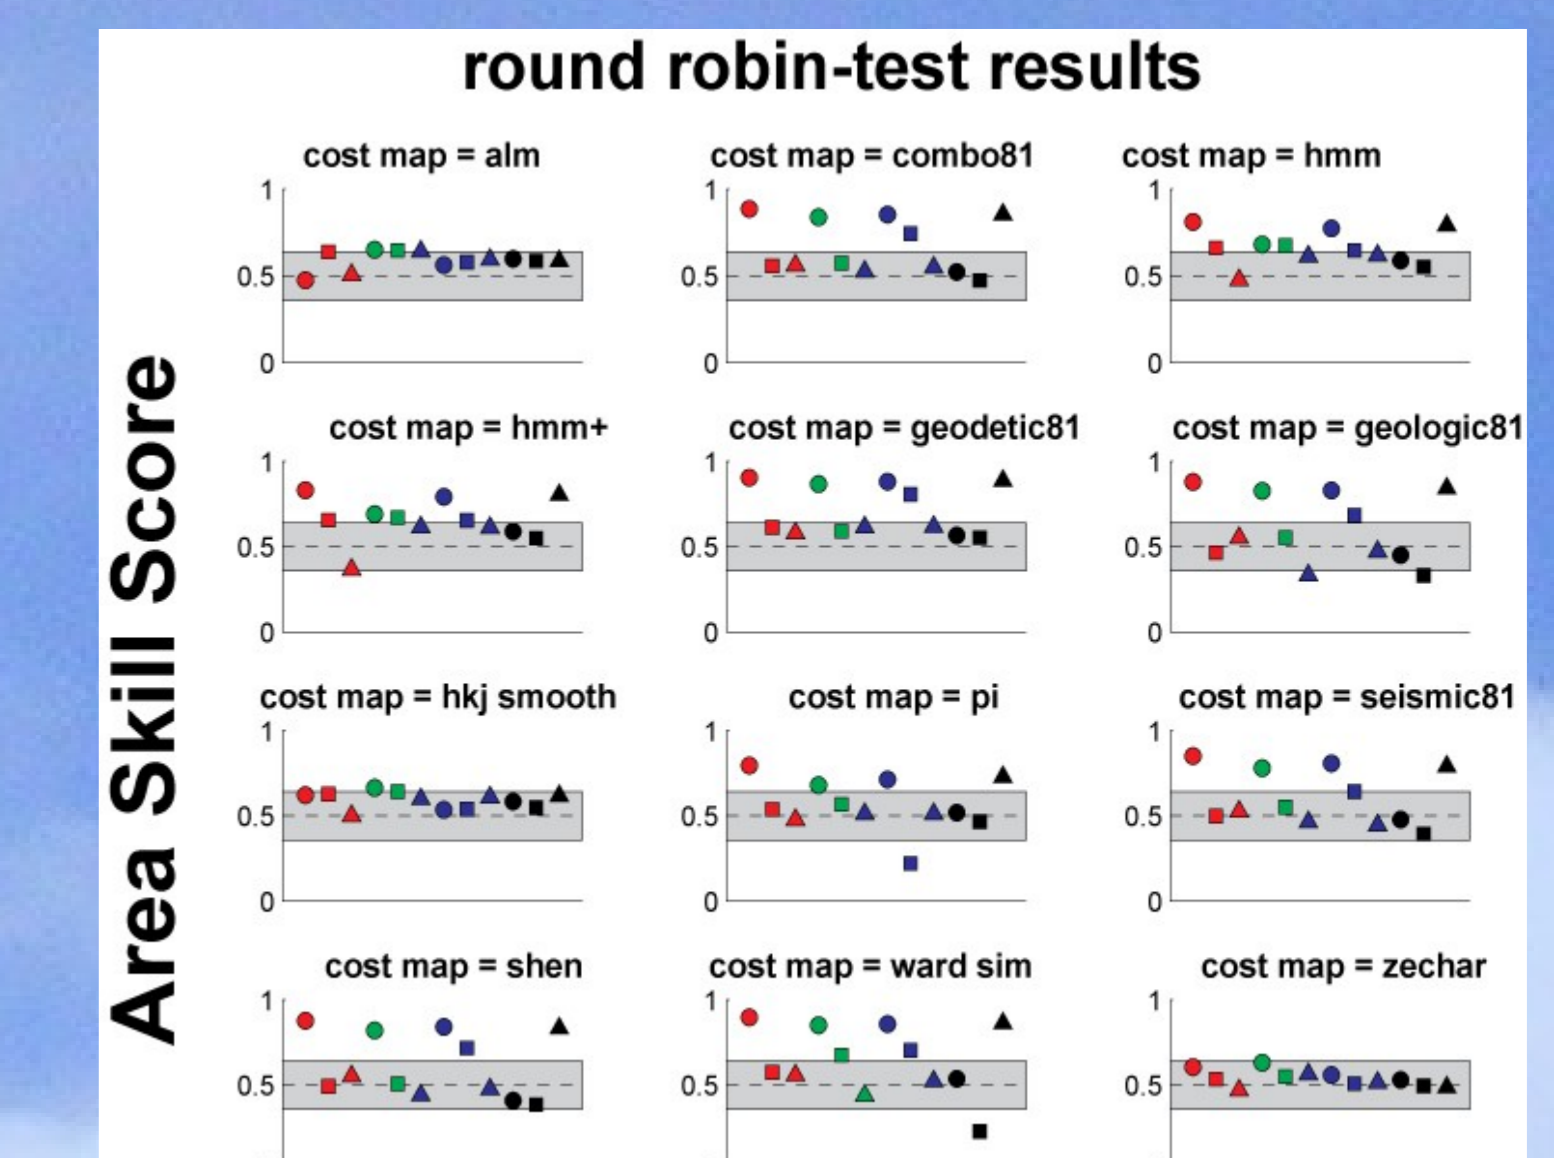 round robin-test results
Area Skill Score
cost map = alm
1
0.5
0
cost map = combo81
1
0.5
0
cost map = hmm
1
0.5
0
cost map = hmm+
1
0.5
0
cost map = geodetic81
1
0.5
0
cost map = geologic81
1
0.5
0
cost map = hkj smooth
1
0.5
0
cost map = pi
1
0.5
0
cost map = seismic81
1
0.5
0
cost map = shen
1
0.5
cost map = ward sim
1
0.5
cost map = zechar
1
0.5